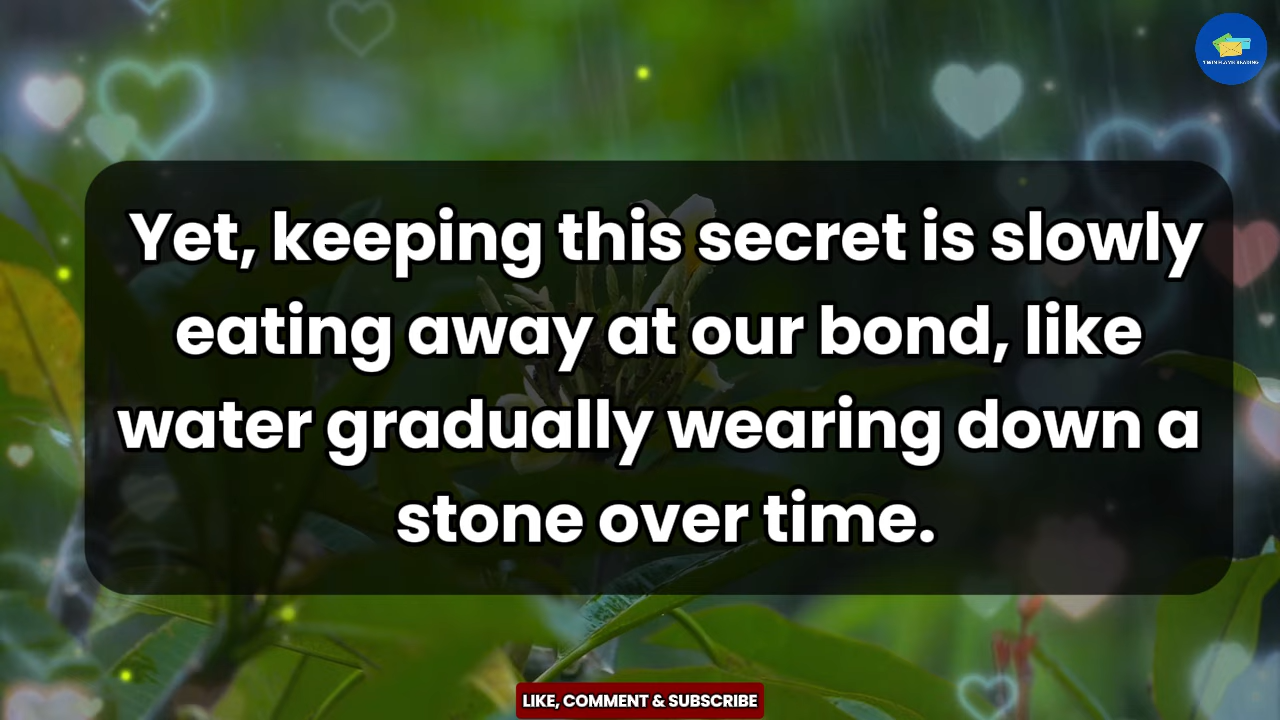 Yet, keeping this secret is slowly
eating away at our bond, like
water gradually wearing down a
stone over time.
LIKE, COMMENT & SUBSCRIBE